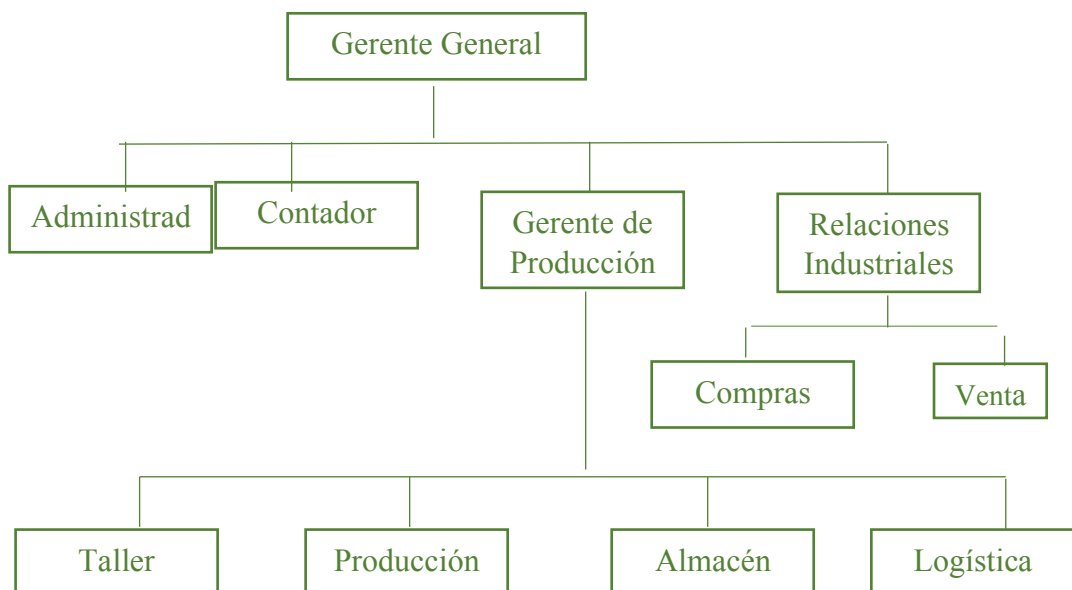 Gerente General
Administrad
Contador
Gerente de
Producción
Relaciones
Industriales
Compras
Venta
Taller
Producción
Almacén
Logística